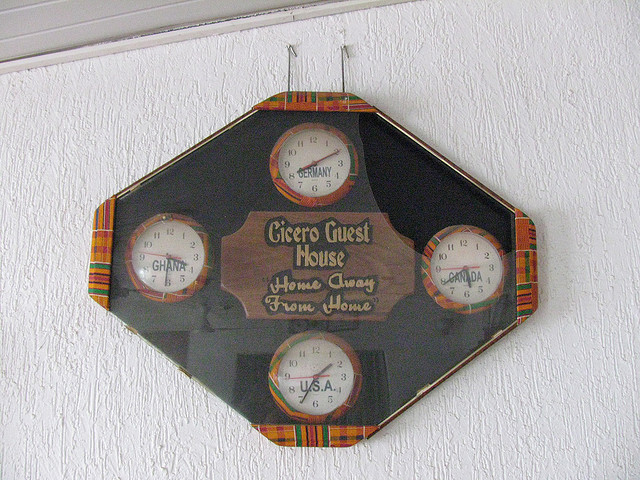 GERMANY
Cicero Guest
House
Home Away
From Home
GHANA
CANADA
U.S.A.